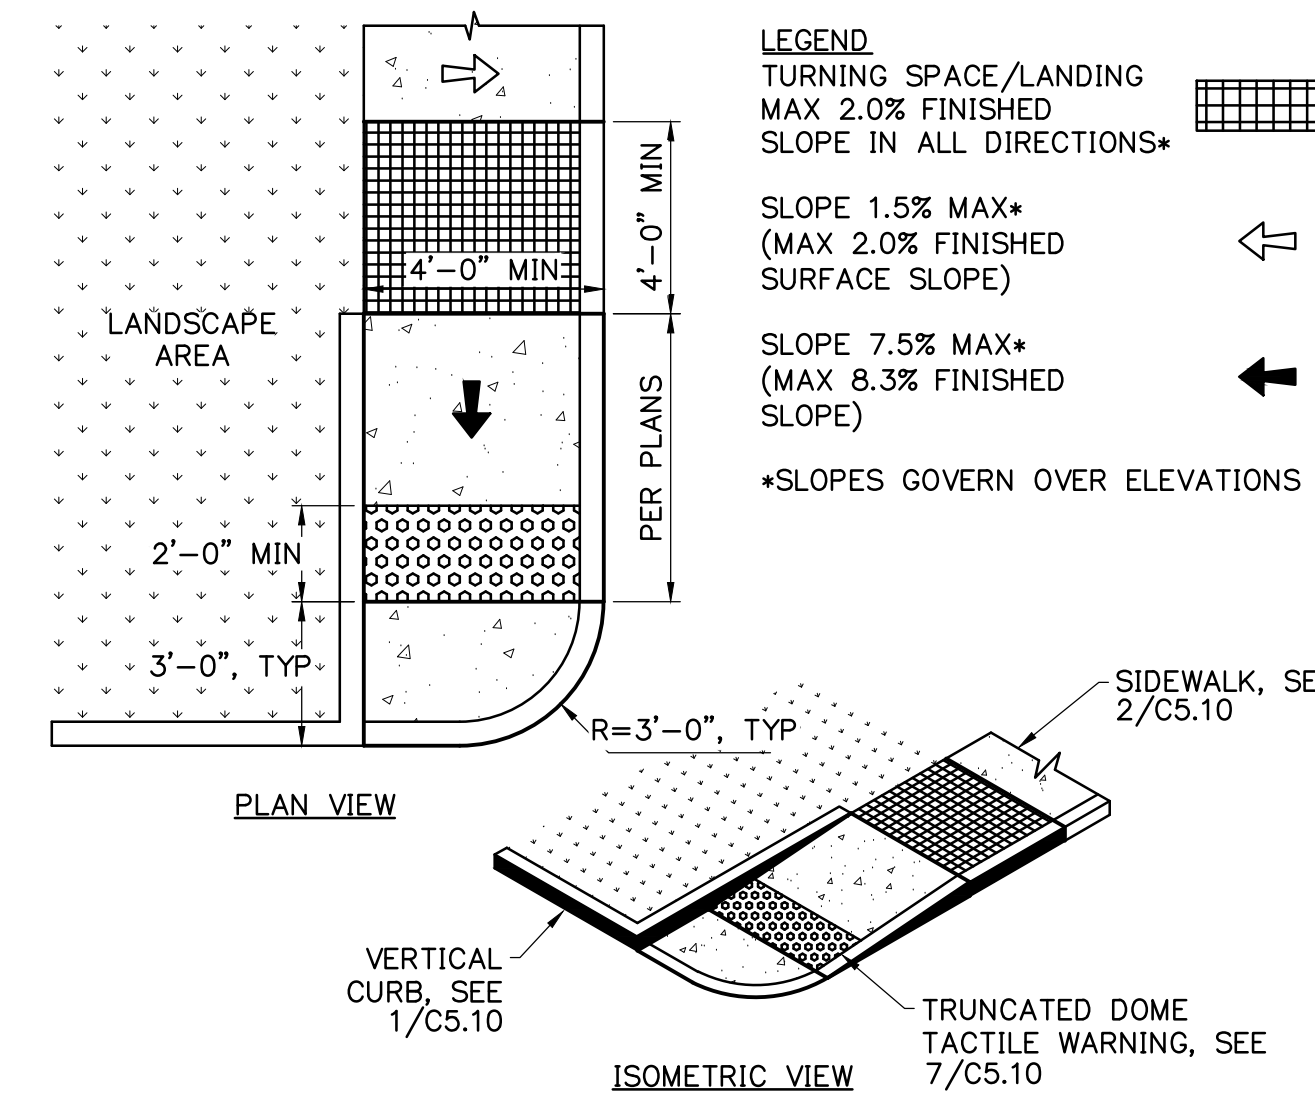 LEGEND
TURNING SPACE/LANDING
MAX 2.0% FINISHED
SLOPE IN ALL DIRECTIONS*
SLOPE 1.5% MAX*
(MAX 2.0% FINISHED
SURFACE SLOPE)
SLOPE 7.5% MAX*
(MAX 8.3% FINISHED
SLOPE)
*SLOPES GOVERN OVER ELEVATIONS
4'-0" MIN
4'-0" MIN
LANDSCAPE
AREA
PER PLANS
2'-0" MIN
3'-0", TYP
R=3'-0", TYP
PLAN VIEW
SIDEWALK, SE
2/C5.10
VERTICAL
CURB, SEE
1/C5.10
TRUNCATED DOME
TACTILE WARNING, SEE
7/C5.10
ISOMETRIC VIEW